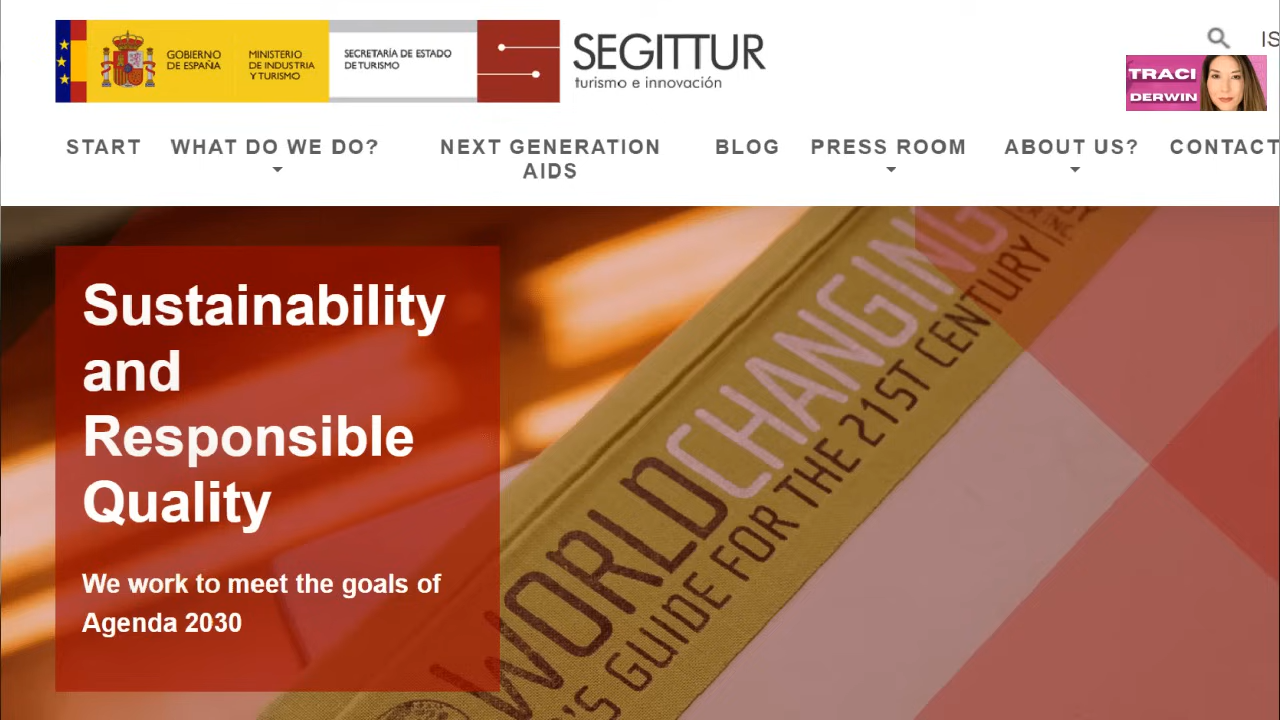 GOBIERNO
DE ESPAÑA
MINISTERIO
DE INDUSTRIA
Y TURISMO
SECRETARÍA DE ESTADO
DE TURISMO
SEGITTUR
turismo e innovación
IS
TRACI
DERWIN
START
WHAT DO WE DO?
NEXT GENERATION
AIDS
BLOG
PRESS ROOM
ABOUT US?
CONTACT
Sustainability
and
Responsible
Quality
We work to meet the goals of
Agenda 2030
WORLDCHANGING
'S GUIDE FOR THE 21ST CENTURY